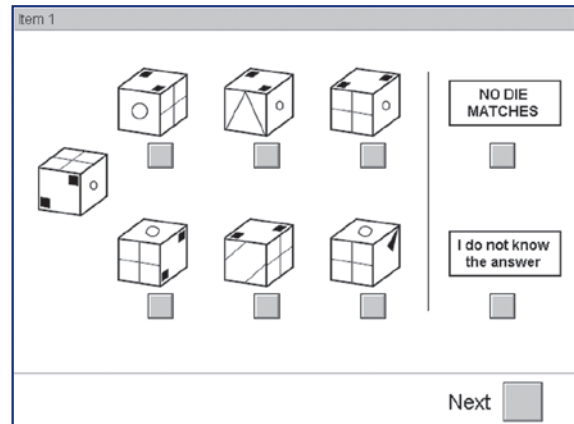 Item 1
NO DIE
MATCHES
I do not know
the answer
Next